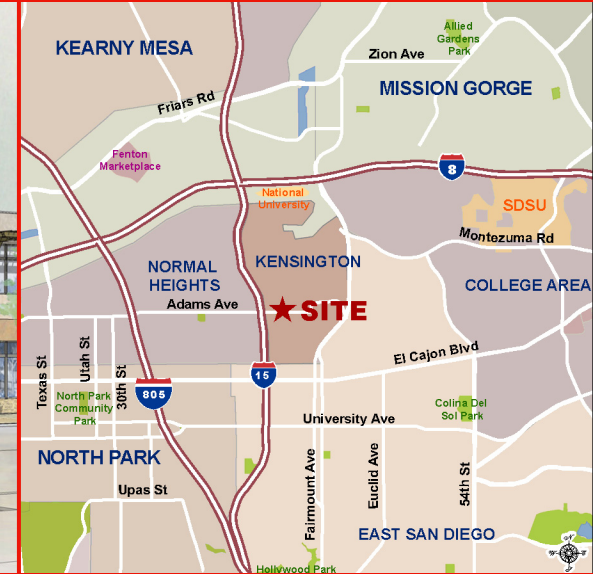 Allied
Gardens
Park
KEARNY MESA
Zion Ave
MISSION GORGE
Friars Rd
Fenton
Marketplace
8
National
University
SDSU
Montezuma Rd
NORMAL
HEIGHTS
KENSINGTON
COLLEGE AREA
Adams Ave
SITE
Texas St
Utah St
30th St
El Cajon Blvd
15
805
North Park
Community
Park
Colina Del
Sol Park
University Ave
NORTH PARK
Fairmount Ave
Euclid Ave
54th St
Upas St
EAST SAN DIEGO
Hollywood Park
N